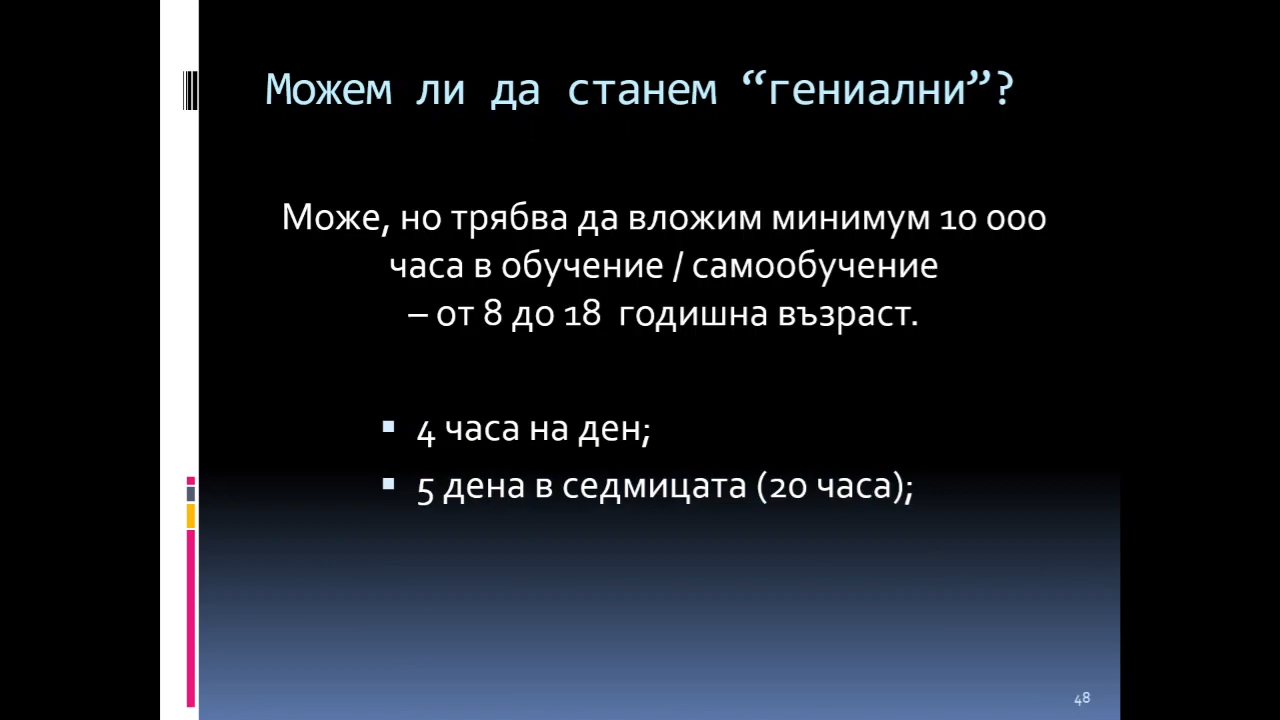 Можем ли да станем “гениални”?
Може, но трябва да вложим минимум 10 000
часа в обучение / самообучение
– от 8 до 18 годишна възраст.
▪ 4 часа на ден;
▪ 5 дена в седмицата (20 часа);
48